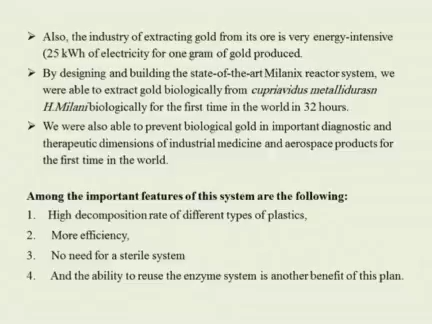 ➢ Also, the industry of extracting gold from its ore is very energy-intensive
(25 kWh of electricity for one gram of gold produced.
➢ By designing and building the state-of-the-art Milanix reactor system, we
were able to extract gold biologically from cupriavidus metallidurasn
H.Milani biologically for the first time in the world in 32 hours.
➢ We were also able to prevent biological gold in important diagnostic and
therapeutic dimensions of industrial medicine and aerospace products for
the first time in the world.
Among the important features of this system are the following:
1. High decomposition rate of different types of plastics,
2. More efficiency,
3. No need for a sterile system
4. And the ability to reuse the enzyme system is another benefit of this plan.